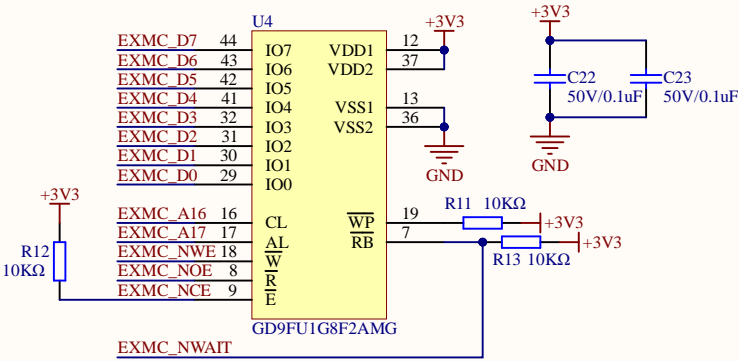 U4
EXMC_D7 44 IO7 VDD1 12 +3V3
EXMC_D6 43 IO6 VDD2 37
EXMC_D5 42 IO5
EXMC_D4 41 IO4 VSS1 13
EXMC_D3 32 IO3 VSS2 36
EXMC_D2 31 IO2
EXMC_D1 30 IO1
EXMC_D0 29 IO0 GND
+3V3
C22 C23
50V/0.1uF 50V/0.1uF
GND
+3V3
EXMC_A16 16 CL WP 19 R11 10KΩ +3V3
EXMC_A17 17 AL RB 7 +3V3
R12 EXMC_NWE 18 W R13 10KΩ
10KΩ EXMC_NOE 8 R
EXMC_NCE 9 E
GD9FU1G8F2AMG
EXMC_NWAIT